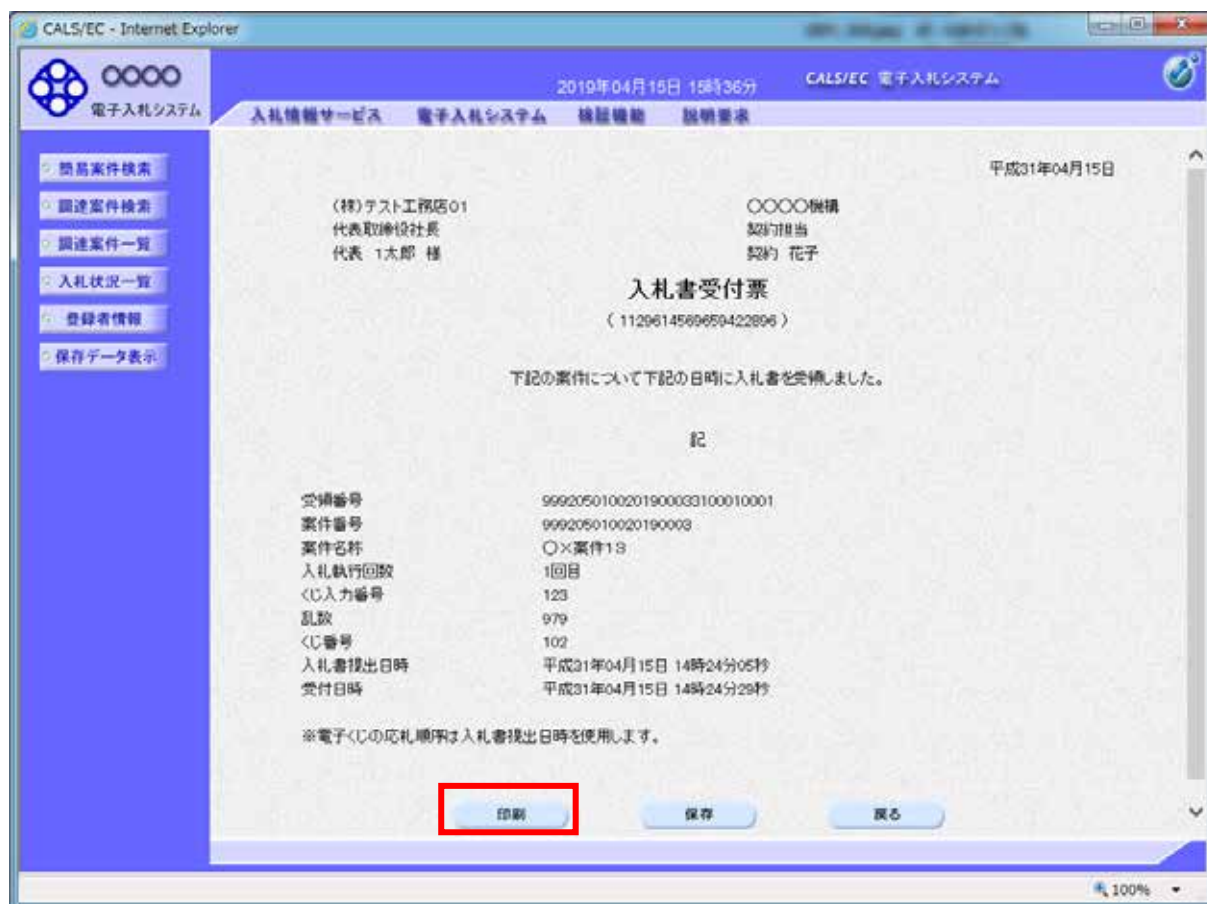 CALS/EC - Internet Explorer
〇〇〇〇
電子入札システム
2019年04月15日 15時36分
CALS/EC 電子入札システム
入札情報サービス 電子入札システム 検証機能 説明要求
簡易案件検索
調達案件検索
調達案件一覧
入札状況一覧
登録者情報
保存データ表示
平成31年04月15日
(株)テスト工務店01
代表取締役社長
代表 1太郎 様
〇〇〇〇機構
契約担当
契約 花子
入札書受付票
( 1129614569659422896 )
下記の案件について下記の日時に入札書を受領しました。
記
受領番号 99920501002019000033100010001
案件番号 999205010020190003
案件名称 〇×案件13
入札執行回数 1回目
くじ入力番号 123
乱数 979
くじ番号 102
入札書提出日時 平成31年04月15日 14時24分05秒
受付日時 平成31年04月15日 14時24分29秒
※電子くじの応札順序は入札書提出日時を使用します。
印刷 保存 戻る
100%